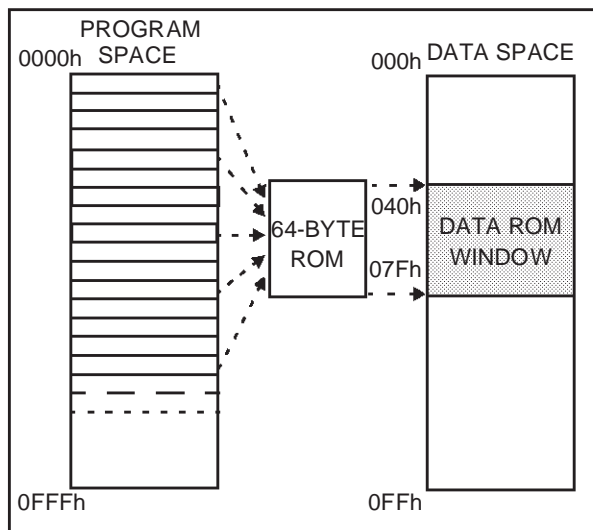 PROGRAM
SPACE
0000h
000h
DATA SPACE
64-BYTE
ROM
040h
07Fh
DATA ROM
WINDOW
0FFFh
0FFh